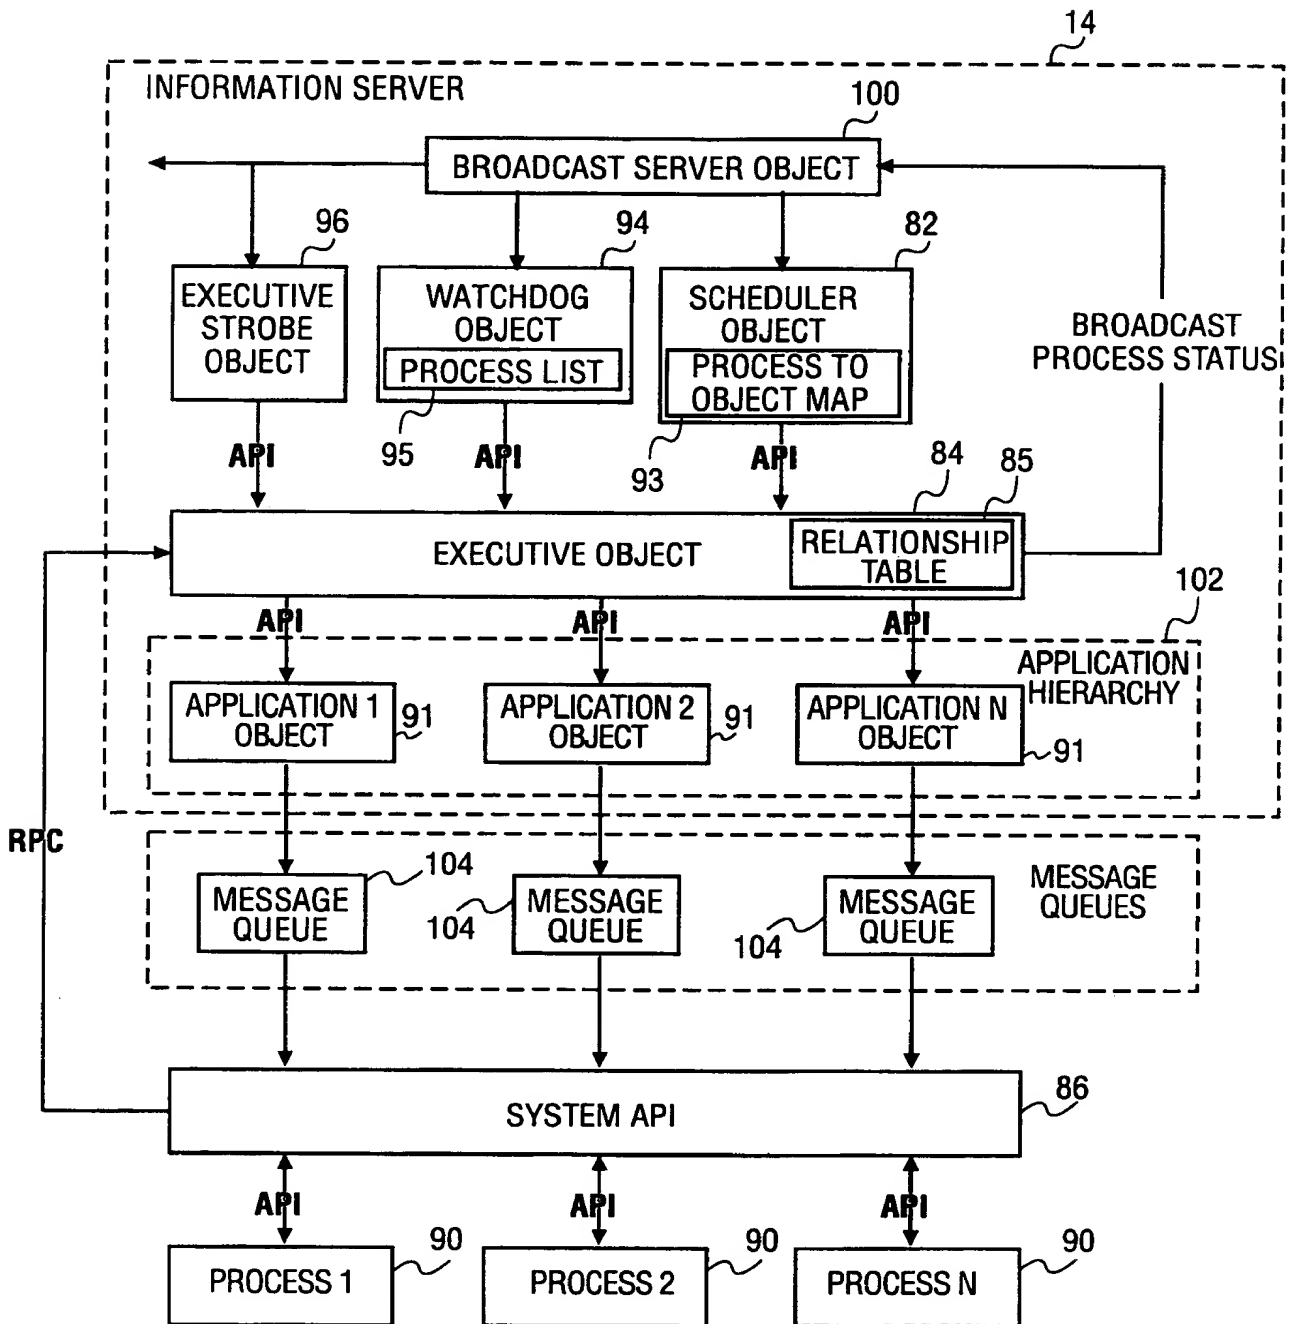 14
INFORMATION SERVER
100
BROADCAST SERVER OBJECT
96
94
82
EXECUTIVE
STROBE
OBJECT
WATCHDOG
OBJECT
PROCESS LIST
SCHEDULER
OBJECT
PROCESS TO
OBJECT MAP
BROADCAST
PROCESS STATUS
API
95
API
93
API
84
85
EXECUTIVE OBJECT
RELATIONSHIP
TABLE
102
API
API
API
APPLICATION
HIERARCHY
APPLICATION 1
OBJECT
91
APPLICATION 2
OBJECT
91
APPLICATION N
OBJECT
91
RPC
104
MESSAGE
QUEUE
104
MESSAGE
QUEUE
104
MESSAGE
QUEUE
MESSAGE
QUEUES
SYSTEM API
86
API
API
API
PROCESS 1
90
PROCESS 2
90
PROCESS N
90